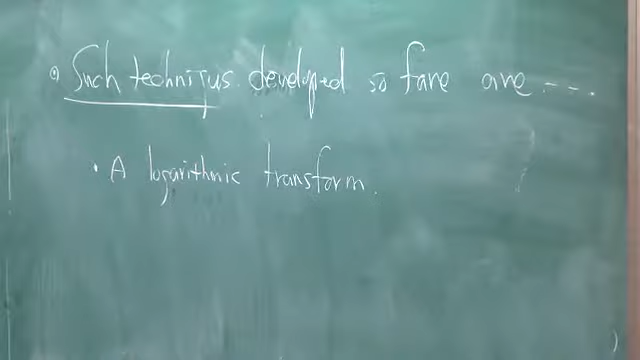 Such techniqus developed so fare are ----
• A logarithmic transform.